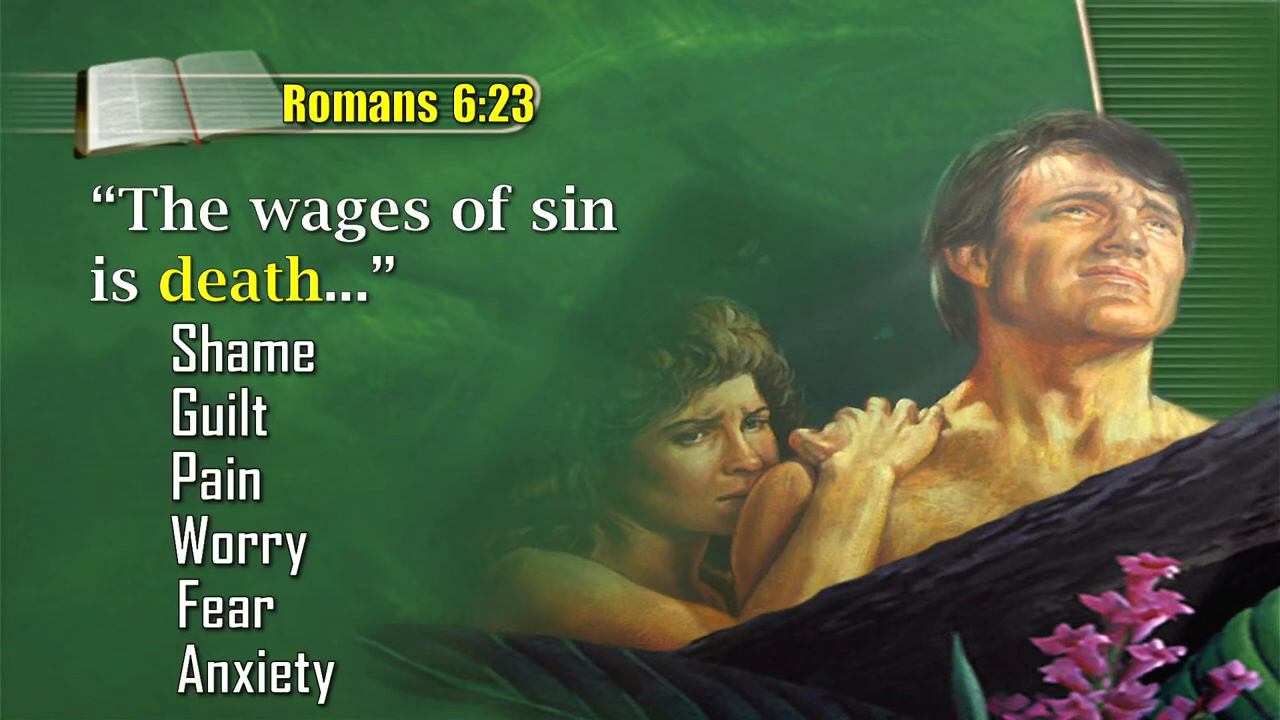 Romans 6:23
“The wages of sin
is death...”
Shame
Guilt
Pain
Worry
Fear
Anxiety